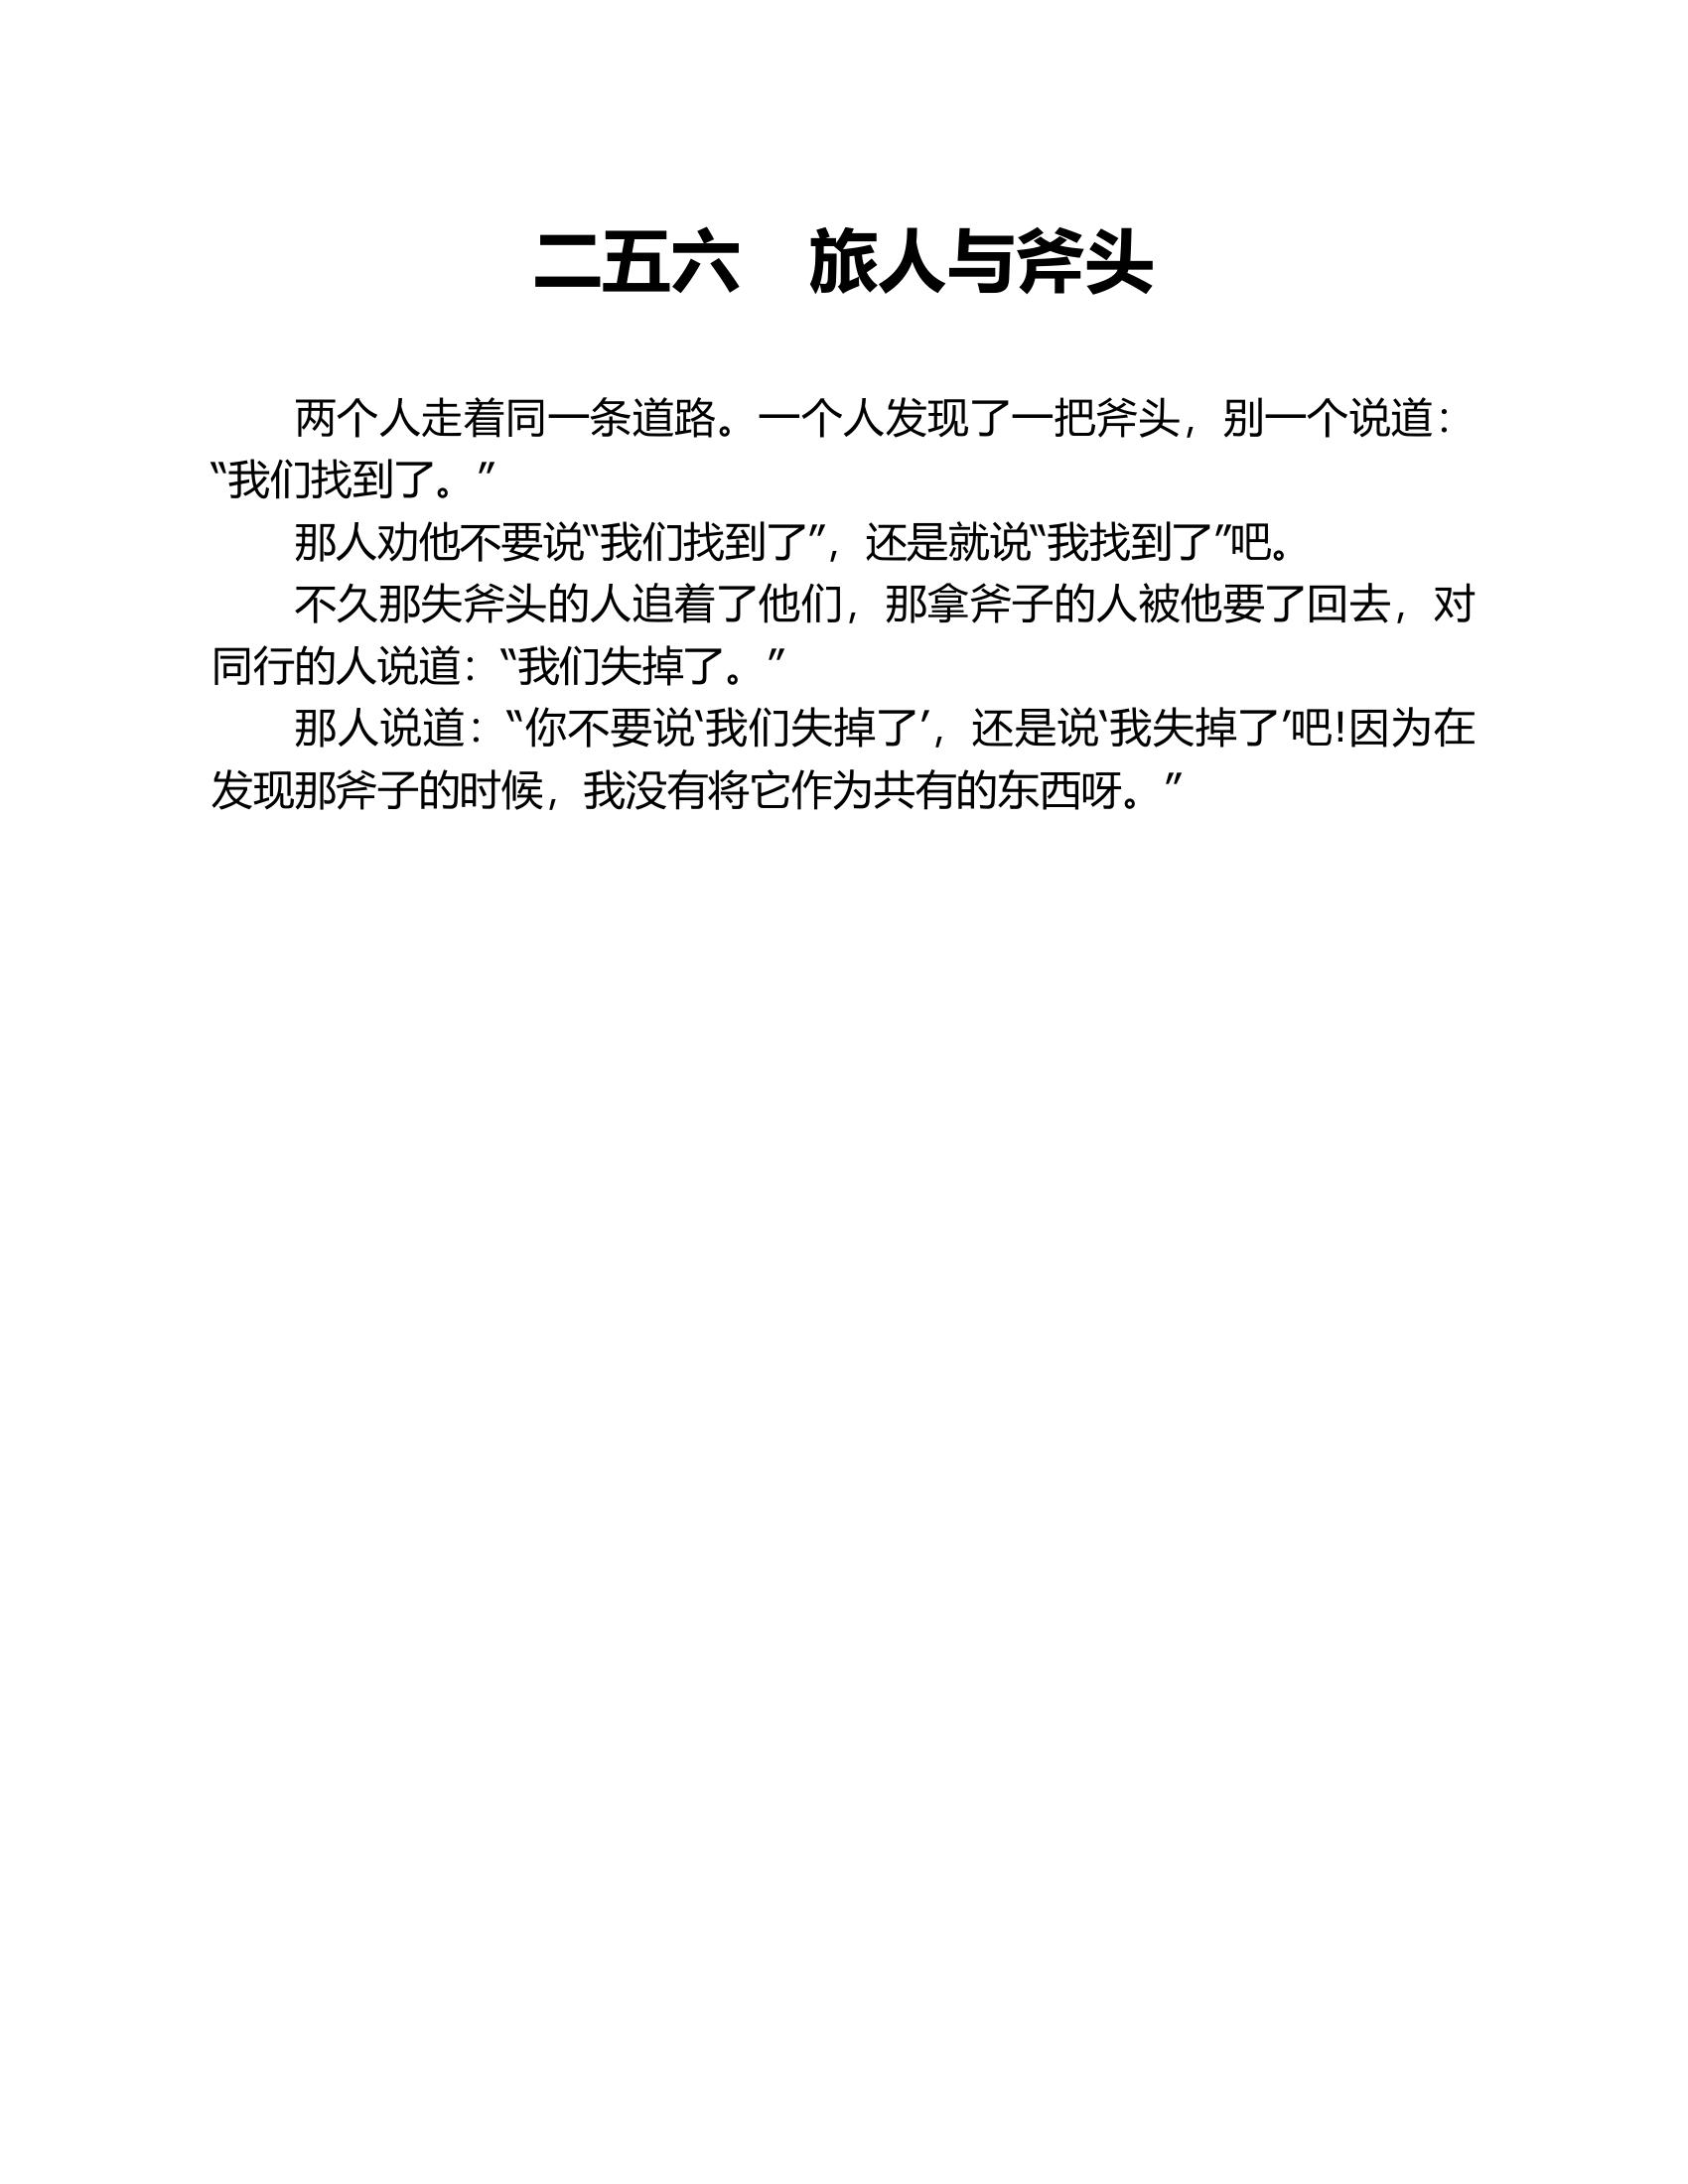 二五六　旅人与斧头
两个人走着同一条道路。一个人发现了一把斧头，别一个说道：
“我们找到了。”
那人劝他不要说“我们找到了”，还是就说“我找到了”吧。
不久那失斧头的人追着了他们，那拿斧子的人被他要了回去，对
同行的人说道：“我们失掉了。”
那人说道：“你不要说‘我们失掉了’，还是说‘我失掉了’吧!因为在
发现那斧子的时候，我没有将它作为共有的东西呀。”